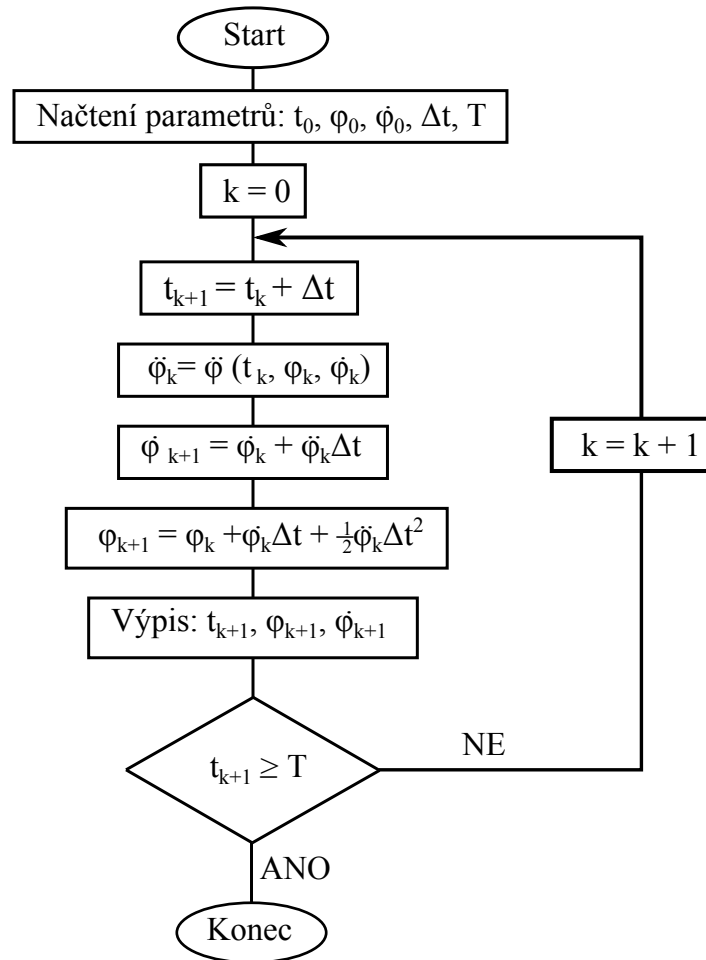 Start
Načtení parametrů: t₀, φ₀, φ̇₀, Δt, T
k = 0
tₖ₊₁ = tₖ + Δt
φ̈ₖ= φ̈ (tₖ, φₖ, φ̇ₖ)
φ̇ ₖ₊₁ = φ̇ₖ + φ̈ₖΔt
k = k + 1
φₖ₊₁ = φₖ +φ̇ₖΔt + ½φ̈ₖΔt²
Výpis: tₖ₊₁, φₖ₊₁, φ̇ₖ₊₁
tₖ₊₁ ≥ T
NE
ANO
Konec